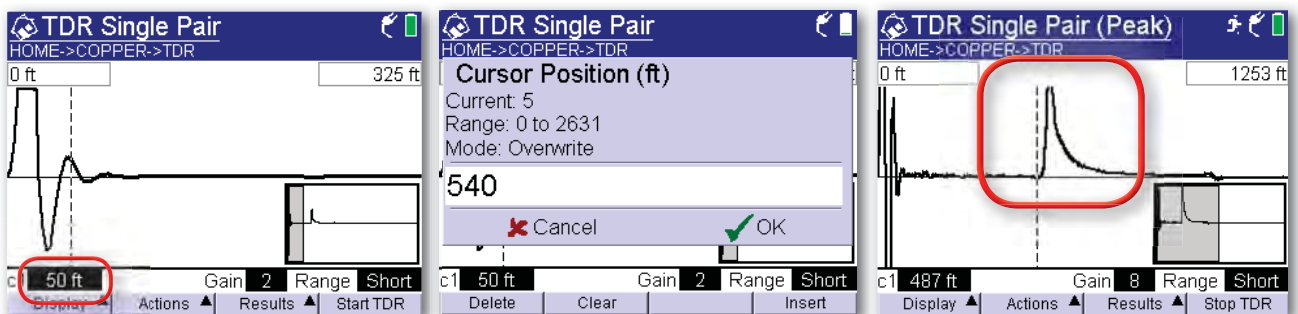 TDR Single Pair
HOME->COPPER->TDR
0 ft 325 ft
c1 50 ft Gain 2 Range Short
Display Actions Results Start TDR
TDR Single Pair
HOME->COPPER->TDR
Cursor Position (ft)
Current: 5
Range: 0 to 2631
Mode: Overwrite
540
Cancel OK
c1 50 ft Gain 2 Range Short
Delete Clear Insert
TDR Single Pair (Peak)
HOME->COPPER->TDR
0 ft 1253 ft
c1 487 ft Gain 8 Range Short
Display Actions Results Stop TDR